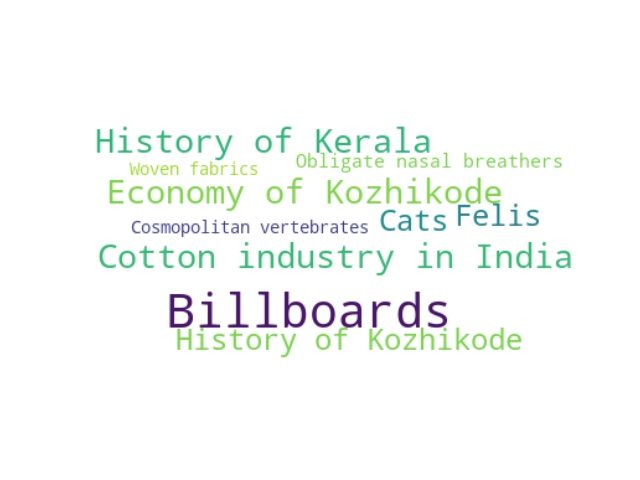 History of Kerala
Obligate nasal breathers
Woven fabrics
Economy of Kozhikode
Cats Felis
Cosmopolitan vertebrates
Cotton industry in India
Billboards
History of Kozhikode